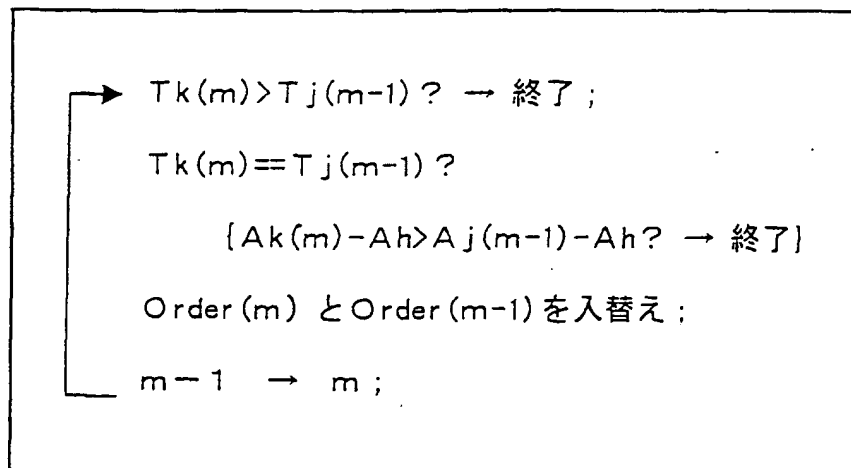 Tk(m)>Tj(m-1)? → 終了;
Tk(m)==Tj(m-1)?
{Ak(m)-Ah>Aj(m-1)-Ah? → 終了}
Order(m)とOrder(m-1)を入替え;
m-1 → m;